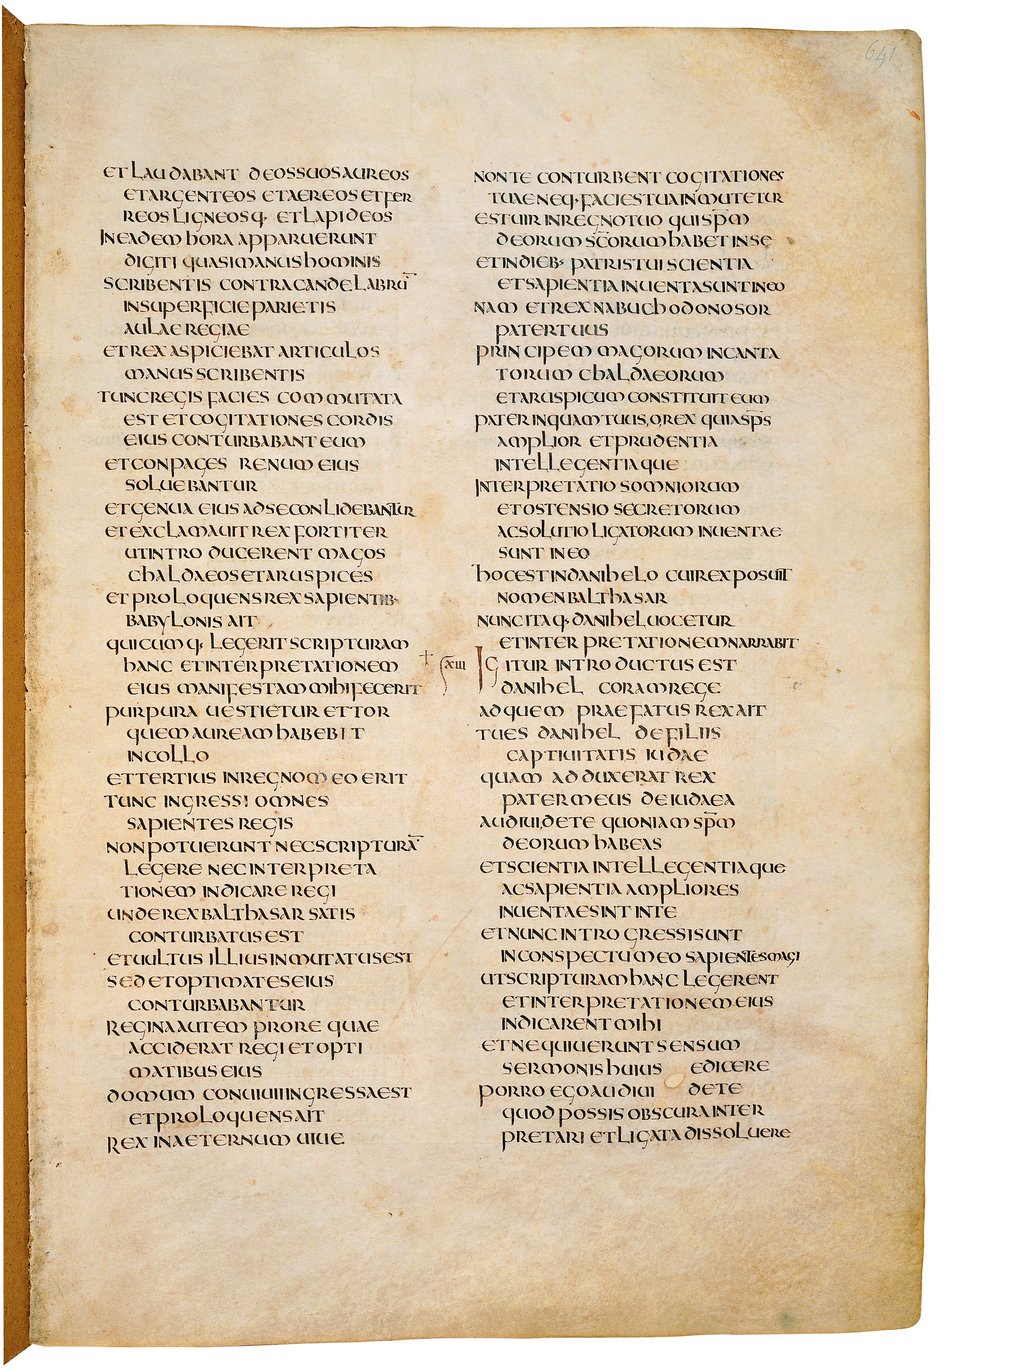 641
ET LAUDABANT DEOS SUOS AUREOS
ET ARGENTEOS ET AEREOS ET FER
REOS LIGNEOSQ· ET LAPIDEOS
IN EADEM HORA APPARUERUNT
DIGITI QUASI MANUS HOMINIS
SCRIBENTIS CONTRA CANDELABRŪ
IN SUPERFICIE PARIETIS
AULAE REGIAE
ET REX ASPICIEBAT ARTICULOS
MANUS SCRIBENTIS
TUNC REGIS FACIES COMMUTATA
EST ET COGITATIONES CORDIS
EIUS CONTURBABANT EUM
ET CONPAGES RENUM EIUS
SOLUEBANTUR
ET GENUA EIUS AD SE CONLIDEBANTUR
ET EXCLAMAUIT REX FORTITER
UT INTRODUCERENT MAGOS
CHALDAEOS ET ARUSPICES
ET PROLOQUENS REX SAPIENTIB·
BABYLONIS AIT
QUICUMQ· LEGERIT SCRIPTURAM
HANC ET INTERPRETATIONEM
EIUS MANIFESTAM MIHI FECERIT
PURPURA UESTIETUR ET TOR
QUEM AUREAM HABEBIT
IN COLLO
ET TERTIUS IN REGNO MEO ERIT
TUNC INGRESSI OMNES
SAPIENTES REGIS
NON POTUERUNT NEC SCRIPTURĀ
LEGERE NEC INTERPRETA
TIONEM INDICARE REGI
UNDE REX BALTHASAR SATIS
CONTURBATUS EST
ET UULTUS ILLIUS INMUTATUS EST
SED ET OPTIMATES EIUS
CONTURBABANTUR
REGINA AUTEM PRO RE QUAE
ACCIDERAT REGI ET OPTI
MATIBUS EIUS
DOMUM CONUIUII INGRESSA EST
ET PROLOQUENS AIT
REX IN AETERNUM UIUE
NON TE CONTURBENT COGITATIONES
TUAE NEQ· FACIES TUA INMUTETUR
EST UIR IN REGNO TUO QUI SPM̄
DEORUM SC̄ORUM HABET IN SE
ET IN DIEB· PATRIS TUI SCIENTIA
ET SAPIENTIA INUENTA SUNT IN EO
NAM ET REX NABUCHODONOSOR
PATER TUUS
PRINCIPEM MAGORUM INCANTA
TORUM CHALDAEORUM
ET ARUSPICUM CONSTITUIT EUM
PATER INQUAM TUUS, O, REX QUIA SPS̄
AMPLIOR ET PRUDENTIA
INTELLEGENTIAQUE
INTERPRETATIO SOMNIORUM
ET OSTENSIO SECRETORUM
AC SOLUTIO LIGATORUM INUENTAE
SUNT IN EO
HOC EST IN DANIHELO CUI REX POSUIT
NOMEN BALTHASAR
NUNC ITAQ· DANIHEL UOCETUR
ET INTERPRETATIONEM NARRABIT
XIII IGITUR INTRODUCTUS EST
DANIHEL CORAM REGE
AD QUEM PRAEFATUS REX AIT
TU ES DANIHEL DE FILIIS
CAPTIUITATIS IUDAE
QUAM ADDUXERAT REX
PATER MEUS DE IUDAEA
AUDIUI, DE TE QUONIAM SPM̄
DEORUM HABEAS
ET SCIENTIA INTELLEGENTIAQUE
AC SAPIENTIA AMPLIORES
INUENTAE SINT IN TE
ET NUNC INTROGRESSI SUNT
IN CONSPECTU MEO SAPIENTES MAGI
UT SCRIPTURAM HANC LEGERENT
ET INTERPRETATIONEM EIUS
INDICARENT MIHI
ET NEQUIUERUNT SENSUM
SERMONIS HUIUS EDICERE
PORRO EGO AUDIUI DE TE
QUOD POSSIS OBSCURA INTER
PRETARI ET LIGATA DISSOLUERE